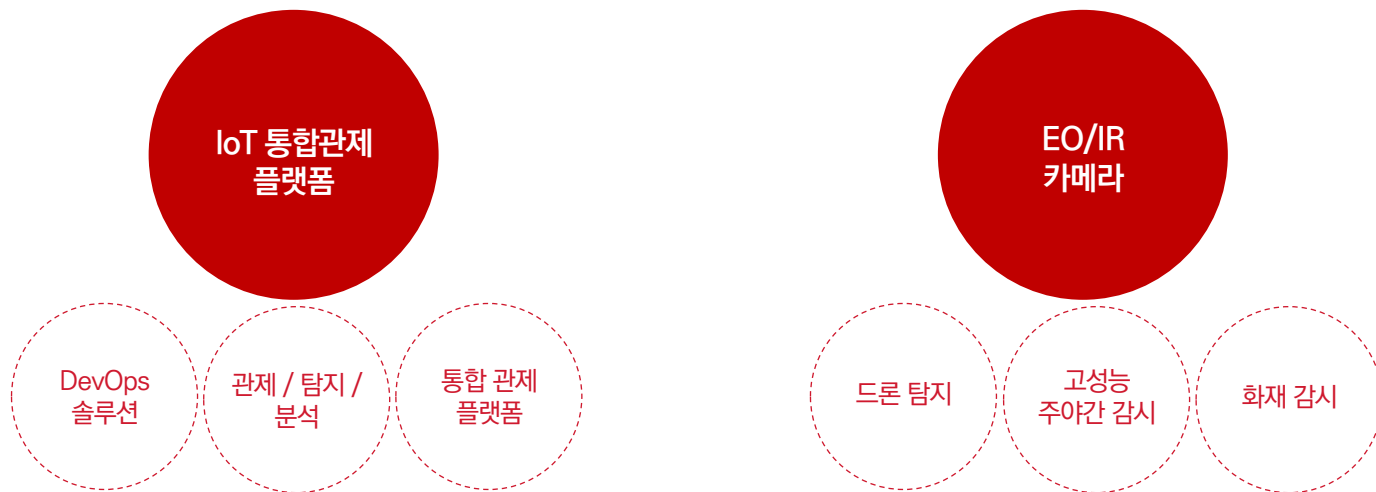 IoT 통합관제
플랫폼
DevOps
솔루션
관제 / 탐지 /
분석
통합 관제
플랫폼
EO/IR
카메라
드론 탐지
고성능
주야간 감시
화재 감시